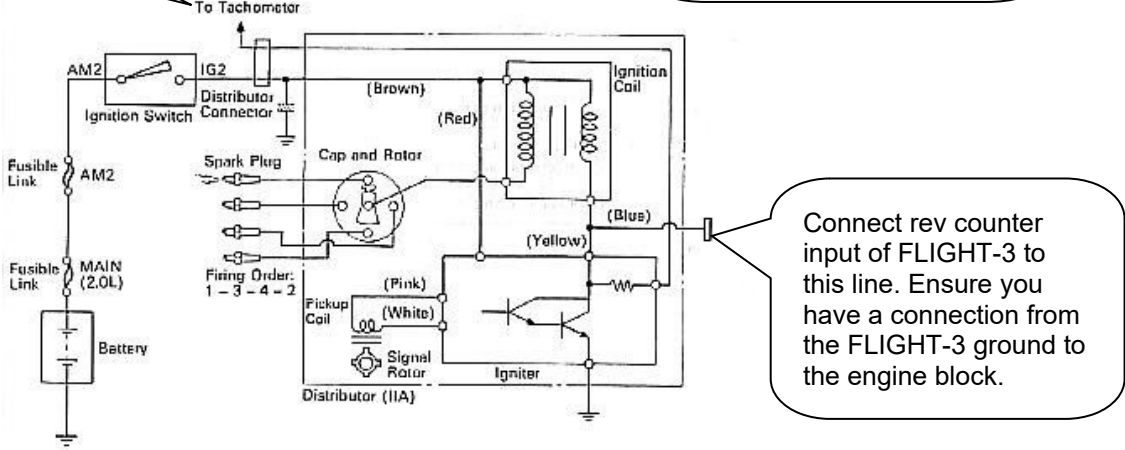 To Tachometer
AM2
IG2
Ignition Switch
Distributor
Connector
(Brown)
(Red)
Ignition
Coil
Fusible
Link
AM2
Spark Plug
Cap and Rotor
(Blue)
(Yellow)
Fusible
Link
MAIN
(2.0L)
Firing Order:
1 – 3 – 4 – 2
(Pink)
Pickup
Coil
(White)
Battery
Signal
Rotor
Igniter
Distributor (IIA)
Connect rev counter
input of FLIGHT-3 to
this line. Ensure you
have a connection from
the FLIGHT-3 ground to
the engine block.